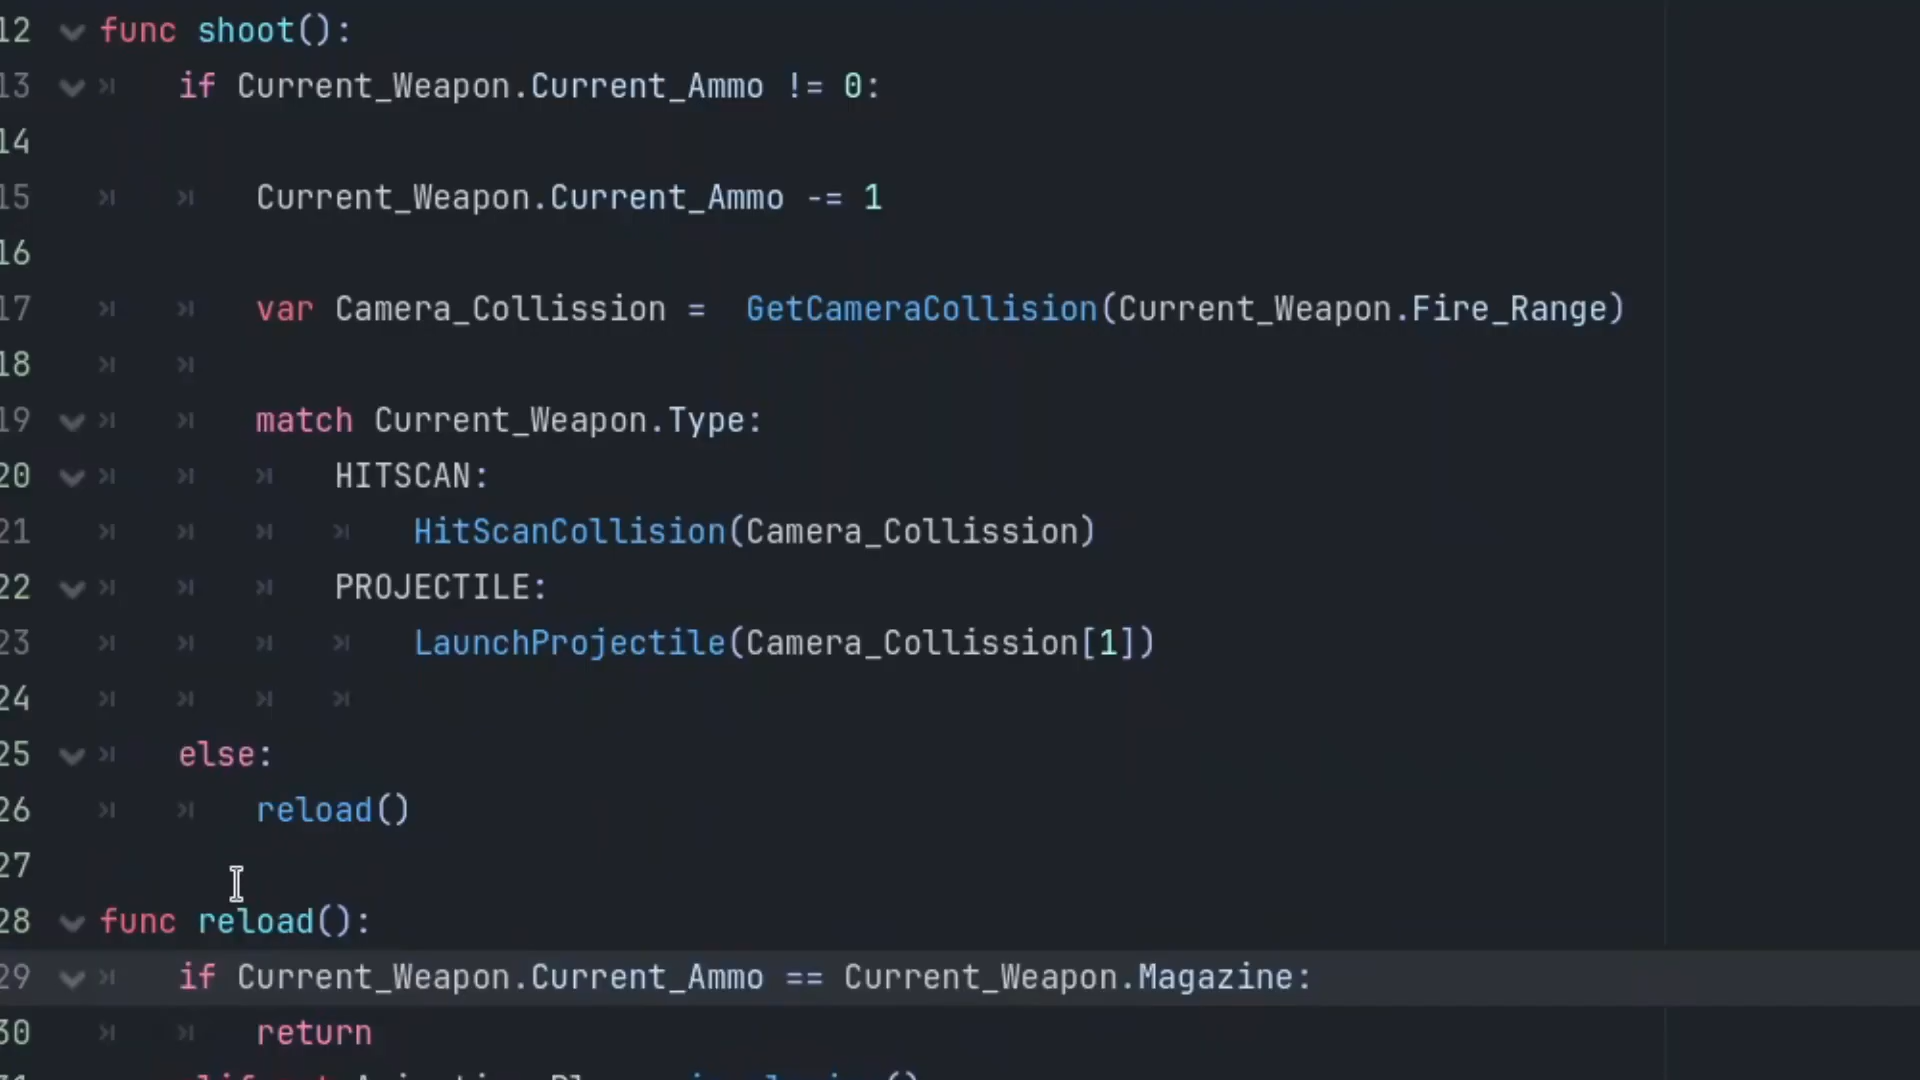 12 func shoot():
13 if Current_Weapon.Current_Ammo != 0:
14
15 Current_Weapon.Current_Ammo -= 1
16
17 var Camera_Collission =  GetCameraCollision(Current_Weapon.Fire_Range)
18
19 match Current_Weapon.Type:
20 HITSCAN:
21 HitScanCollision(Camera_Collission)
22 PROJECTILE:
23 LaunchProjectile(Camera_Collission[1])
24
25 else:
26 reload()
27
28 func reload():
29 if Current_Weapon.Current_Ammo == Current_Weapon.Magazine:
30 return